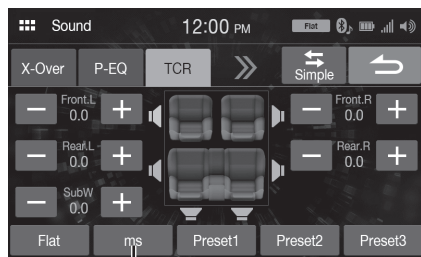 Sound 12:00 PM Flat
X-Over P-EQ TCR Simple
Front.L Front.R
0.0 0.0
Rear.L Rear.R
0.0 0.0
SubW
0.0
Flat ms Preset1 Preset2 Preset3